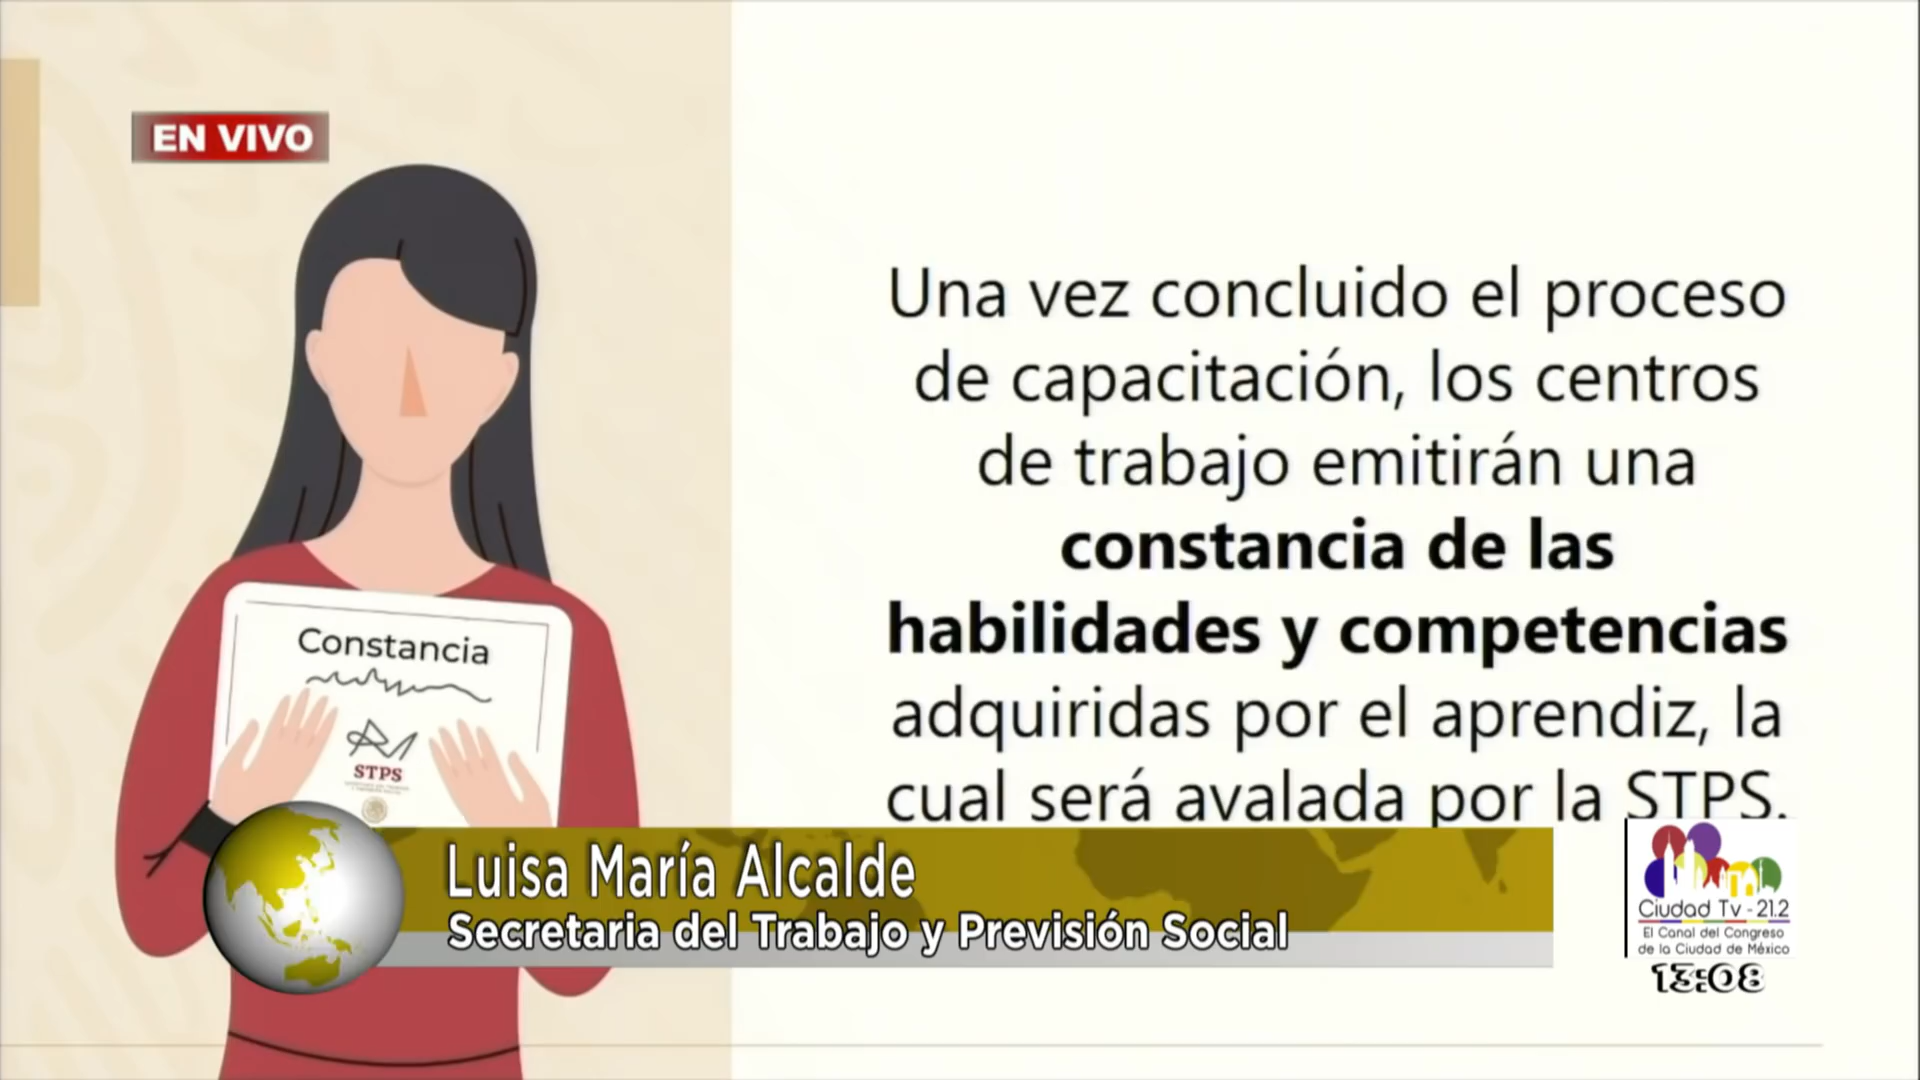 EN VIVO
Una vez concluido el proceso
de capacitación, los centros
de trabajo emitirán una
constancia de las
habilidades y competencias
adquiridas por el aprendiz, la
cual será avalada por la STPS.
Constancia
STPS
Luisa María Alcalde
Secretaria del Trabajo y Previsión Social
Ciudad Tv - 21.2
El Canal del Congreso
de la Ciudad de México
13:08